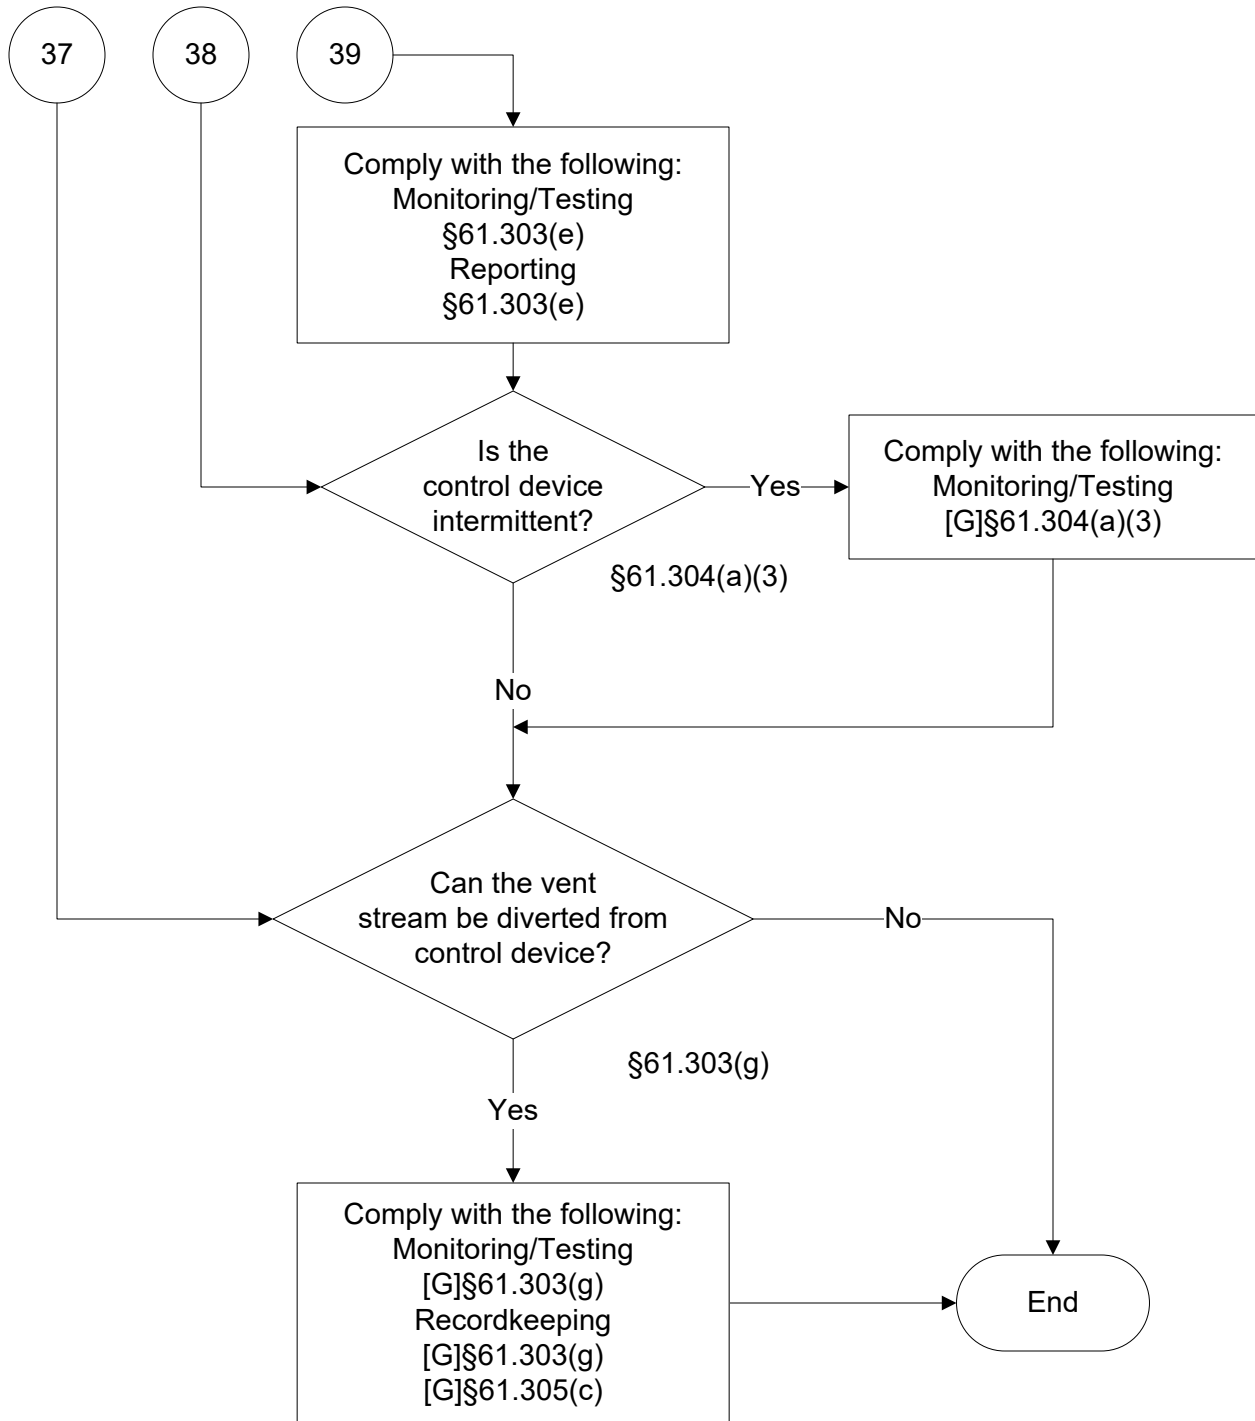 37
38
39
Comply with the following:
Monitoring/Testing
§61.303(e)
Reporting
§61.303(e)
Is the
control device
intermittent?
Yes
Comply with the following:
Monitoring/Testing
[G]§61.304(a)(3)
§61.304(a)(3)
No
Can the vent
stream be diverted from
control device?
No
§61.303(g)
Yes
Comply with the following:
Monitoring/Testing
[G]§61.303(g)
Recordkeeping
[G]§61.303(g)
[G]§61.305(c)
End